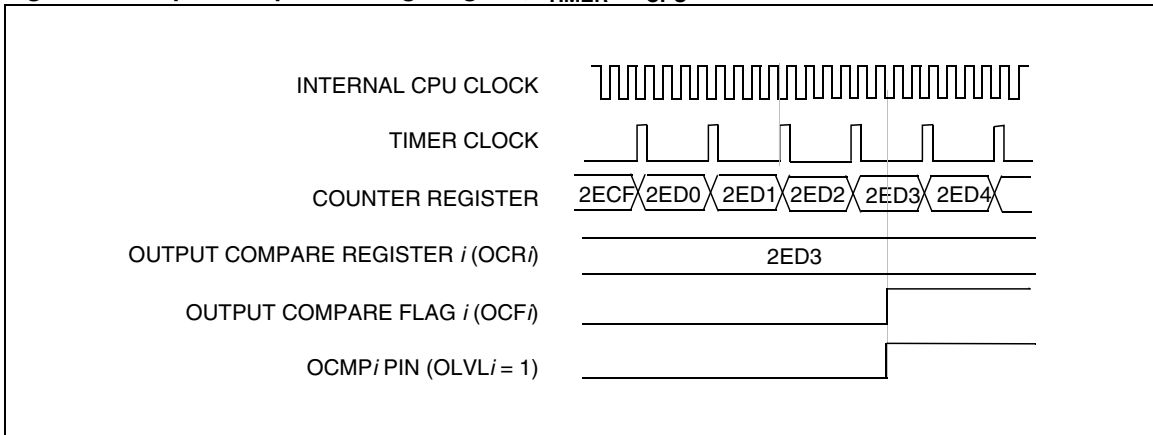 INTERNAL CPU CLOCK
TIMER CLOCK
COUNTER REGISTER 2ECF 2ED0 2ED1 2ED2 2ED3 2ED4
OUTPUT COMPARE REGISTER i (OCRi) 2ED3
OUTPUT COMPARE FLAG i (OCFi)
OCMPi PIN (OLVLi = 1)